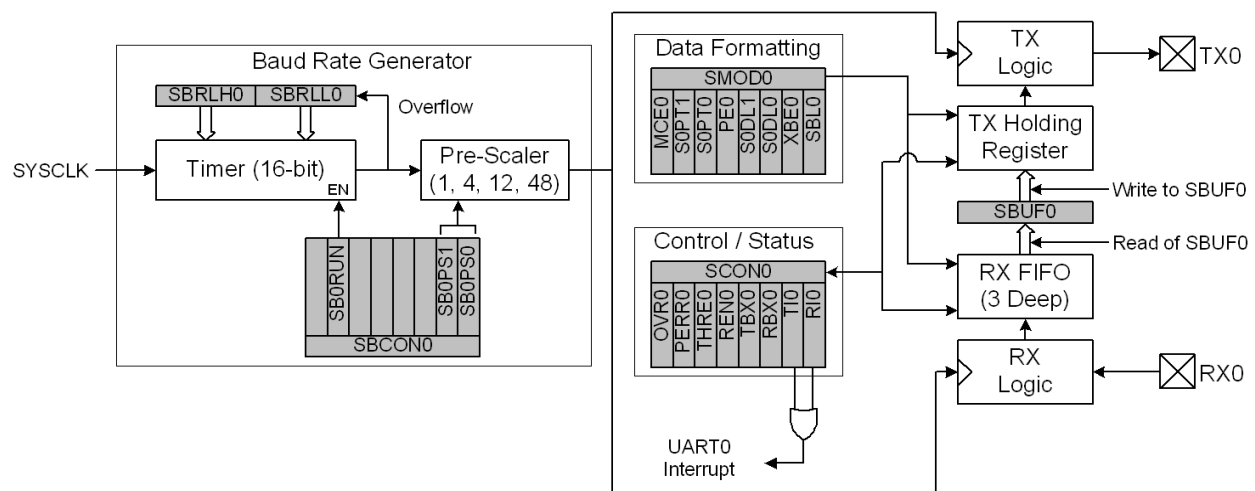 Baud Rate Generator
SBRLH0 SBRLL0
Overflow
SYSCLK
Timer (16-bit)
EN
Pre-Scaler
(1, 4, 12, 48)
SB0RUN
SB0PS1
SB0PS0
SBCON0
Data Formatting
SMOD0
MCE0
S0PT1
S0PT0
PE0
S0DL1
S0DL0
XBE0
SBL0
Control / Status
SCON0
OVR0
PERR0
THRE0
REN0
TBX0
RBX0
TI0
RI0
UART0
Interrupt
TX
Logic
TX0
TX Holding
Register
Write to SBUF0
SBUF0
Read of SBUF0
RX FIFO
(3 Deep)
RX
Logic
RX0